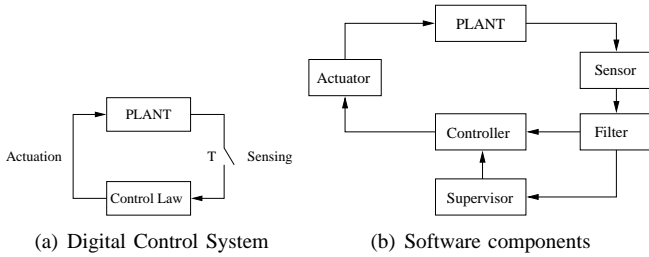 PLANT
Actuation
T
Sensing
Control Law
(a) Digital Control System
PLANT
Actuator
Sensor
Controller
Filter
Supervisor
(b) Software components